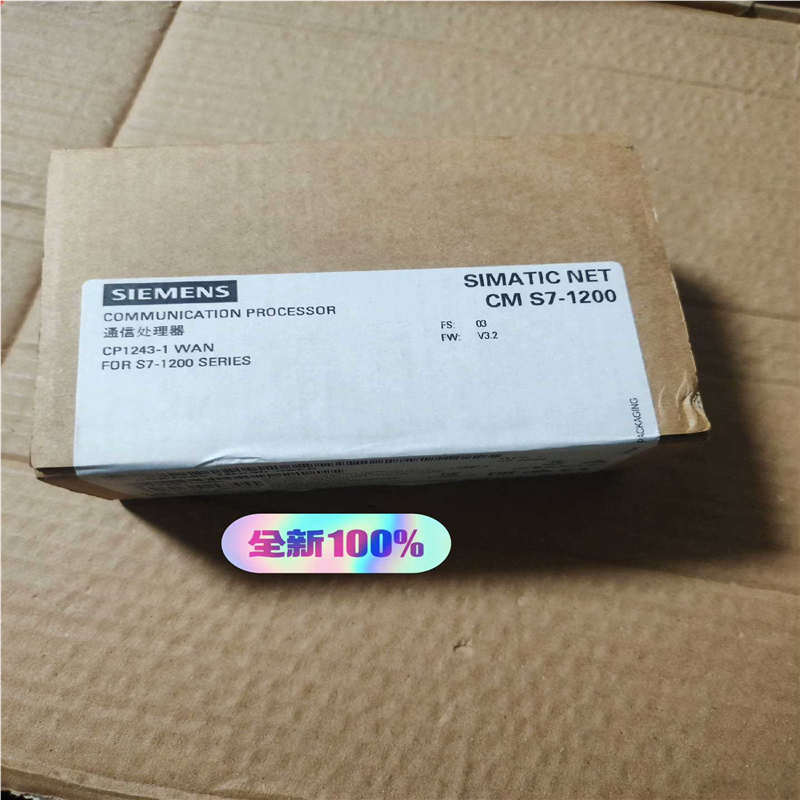 SIEMENS
SIMATIC NET
CM S7-1200
COMMUNICATION PROCESSOR
通信处理器
CP1243-1 WAN
FOR S7-1200 SERIES
FS: 03
FW: V3.2
PACKAGING
全新100%